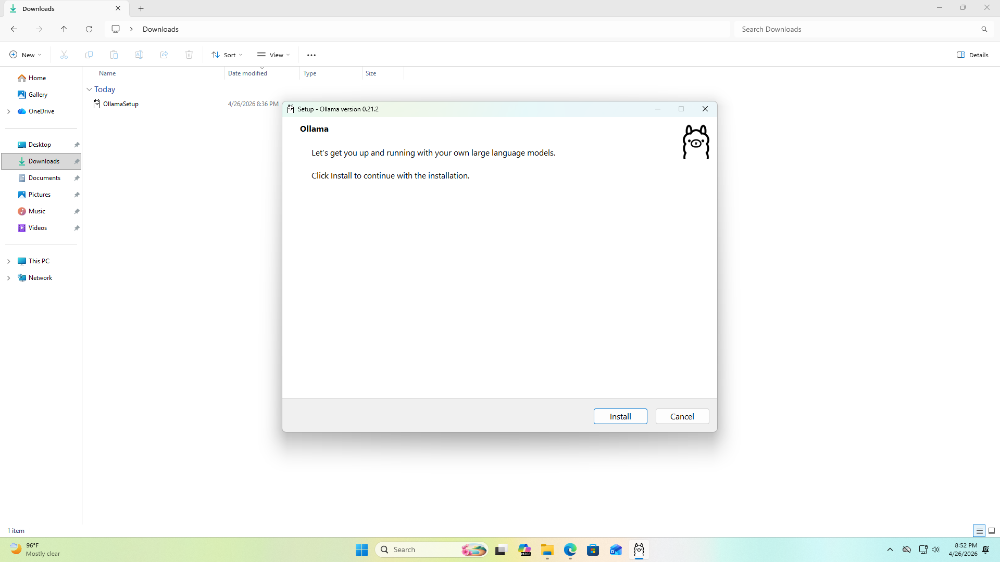 Downloads
Downloads
Search Downloads
New
Sort
View
Details
Name
Date modified
Type
Size
Home
Gallery
OneDrive
Desktop
Downloads
Documents
Pictures
Music
Videos
This PC
Network
Today
OllamaSetup
4/26/2026 8:36 PM
Setup - Ollama version 0.21.2
Ollama
Let's get you up and running with your own large language models.
Click Install to continue with the installation.
Install
Cancel
1 item
96°F
Mostly clear
Search
M365
8:52 PM
4/26/2026